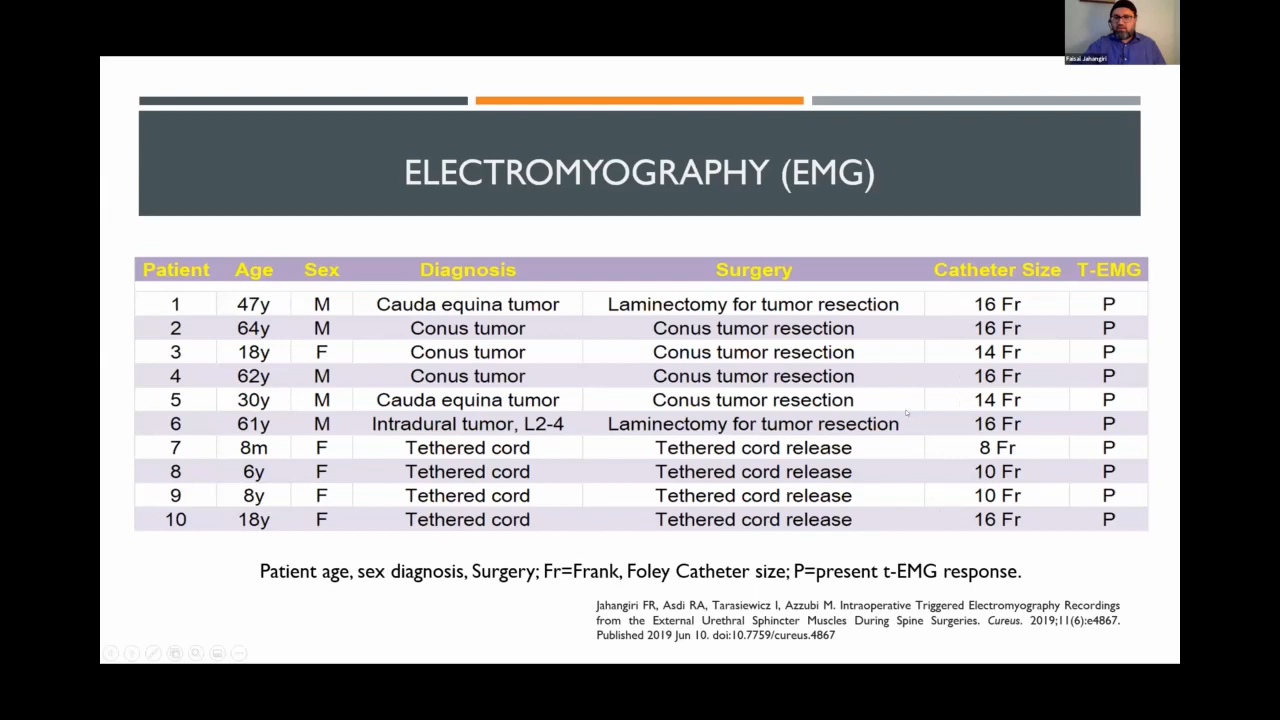 Faisal Jahangiri
ELECTROMYOGRAPHY (EMG)
Patient Age Sex Diagnosis Surgery Catheter Size T-EMG
1 47y M Cauda equina tumor Laminectomy for tumor resection 16 Fr P
2 64y M Conus tumor Conus tumor resection 16 Fr P
3 18y F Conus tumor Conus tumor resection 14 Fr P
4 62y M Conus tumor Conus tumor resection 16 Fr P
5 30y M Cauda equina tumor Conus tumor resection 14 Fr P
6 61y M Intradural tumor, L2-4 Laminectomy for tumor resection 16 Fr P
7 8m F Tethered cord Tethered cord release 8 Fr P
8 6y F Tethered cord Tethered cord release 10 Fr P
9 8y F Tethered cord Tethered cord release 10 Fr P
10 18y F Tethered cord Tethered cord release 16 Fr P
Patient age, sex diagnosis, Surgery; Fr=Frank, Foley Catheter size; P=present t-EMG response.
Jahangiri FR, Asdi RA, Tarasiewicz I, Azzubi M. Intraoperative Triggered Electromyography Recordings
from the External Urethral Sphincter Muscles During Spine Surgeries. Cureus. 2019;11(6):e4867.
Published 2019 Jun 10. doi:10.7759/cureus.4867